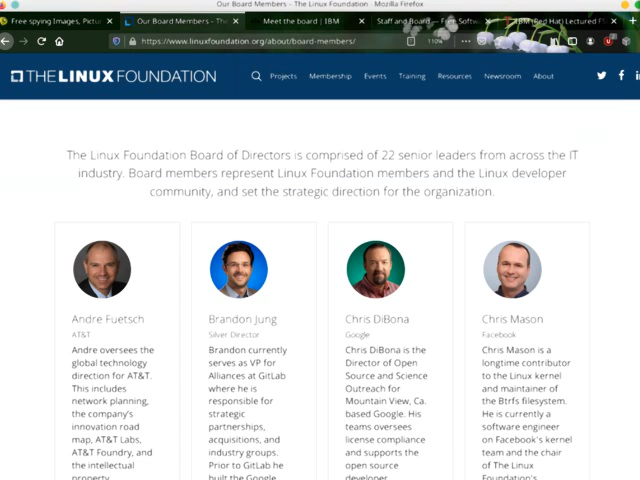 Our Board Members – The Linux Foundation - Mozilla Firefox
Free spying Images, Pictu
Our Board Members – The
Meet the board | IBM
Staff and Board — Free Softw
IBM (Red Hat) Lectured FS
https://www.linuxfoundation.org/about/board-members/
110%
THE LINUX FOUNDATION
Projects
Membership
Events
Training
Resources
Newsroom
About
The Linux Foundation Board of Directors is comprised of 22 senior leaders from across the IT
industry. Board members represent Linux Foundation members and the Linux developer
community, and set the strategic direction for the organization.
Andre Fuetsch
AT&T
Andre oversees the
global technology
direction for AT&T.
This includes
network planning,
the company's
innovation road
map, AT&T Labs,
AT&T Foundry, and
the intellectual
property
Brandon Jung
Silver Director
Brandon currently
serves as VP for
Alliances at GitLab
where he is
responsible for
strategic
partnerships,
acquisitions, and
industry groups.
Prior to GitLab he
built the Google
Chris DiBona
Google
Chris DiBona is the
Director of Open
Source and Science
Outreach for
Mountain View, Ca.
based Google. His
teams oversees
license compliance
and supports the
open source
developer
Chris Mason
Facebook
Chris Mason is a
longtime contributor
to the Linux kernel
and maintainer of
the Btrfs filesystem.
He is currently a
software engineer
on Facebook's kernel
team and the chair
of The Linux
Foundation's